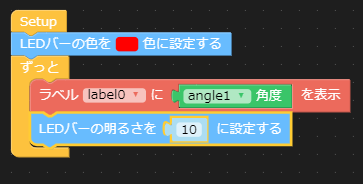 Setup
LEDバーの色を 色に設定する
ずっと
ラベル label0 に angle1 角度 を表示
LEDバーの明るさを 10 に設定する